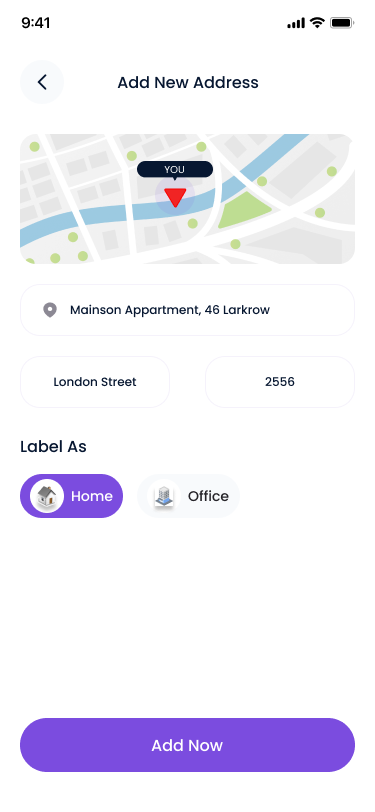 9:41
Add New Address
YOU
Mainson Appartment, 46 Larkrow
London Street
2556
Label As
Home
Office
Add Now